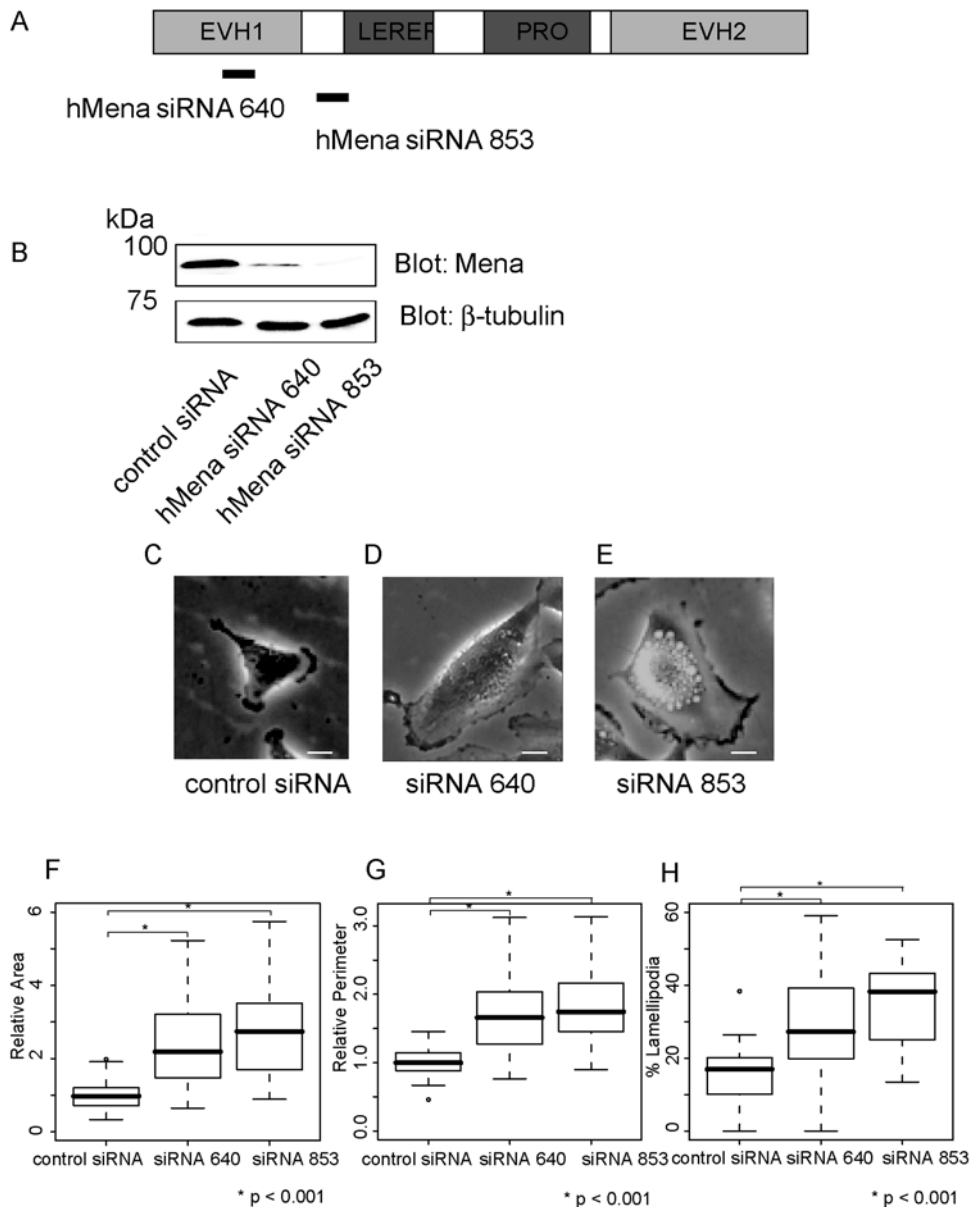 A
EVH1 LERER PRO EVH2
hMena siRNA 640
hMena siRNA 853
kDa
B
100
Blot: Mena
75
Blot: β-tubulin
control siRNA
hMena siRNA 640
hMena siRNA 853
C D E
control siRNA siRNA 640 siRNA 853
F
Relative Area
0 2 4 6
* *
control siRNA siRNA 640 siRNA 853
* p < 0.001
G
Relative Perimeter
0.0 1.0 2.0 3.0
* *
control siRNA siRNA 640 siRNA 853
* p < 0.001
H
% Lamellipodia
0 20 40 60
* *
control siRNA siRNA 640 siRNA 853
* p < 0.001